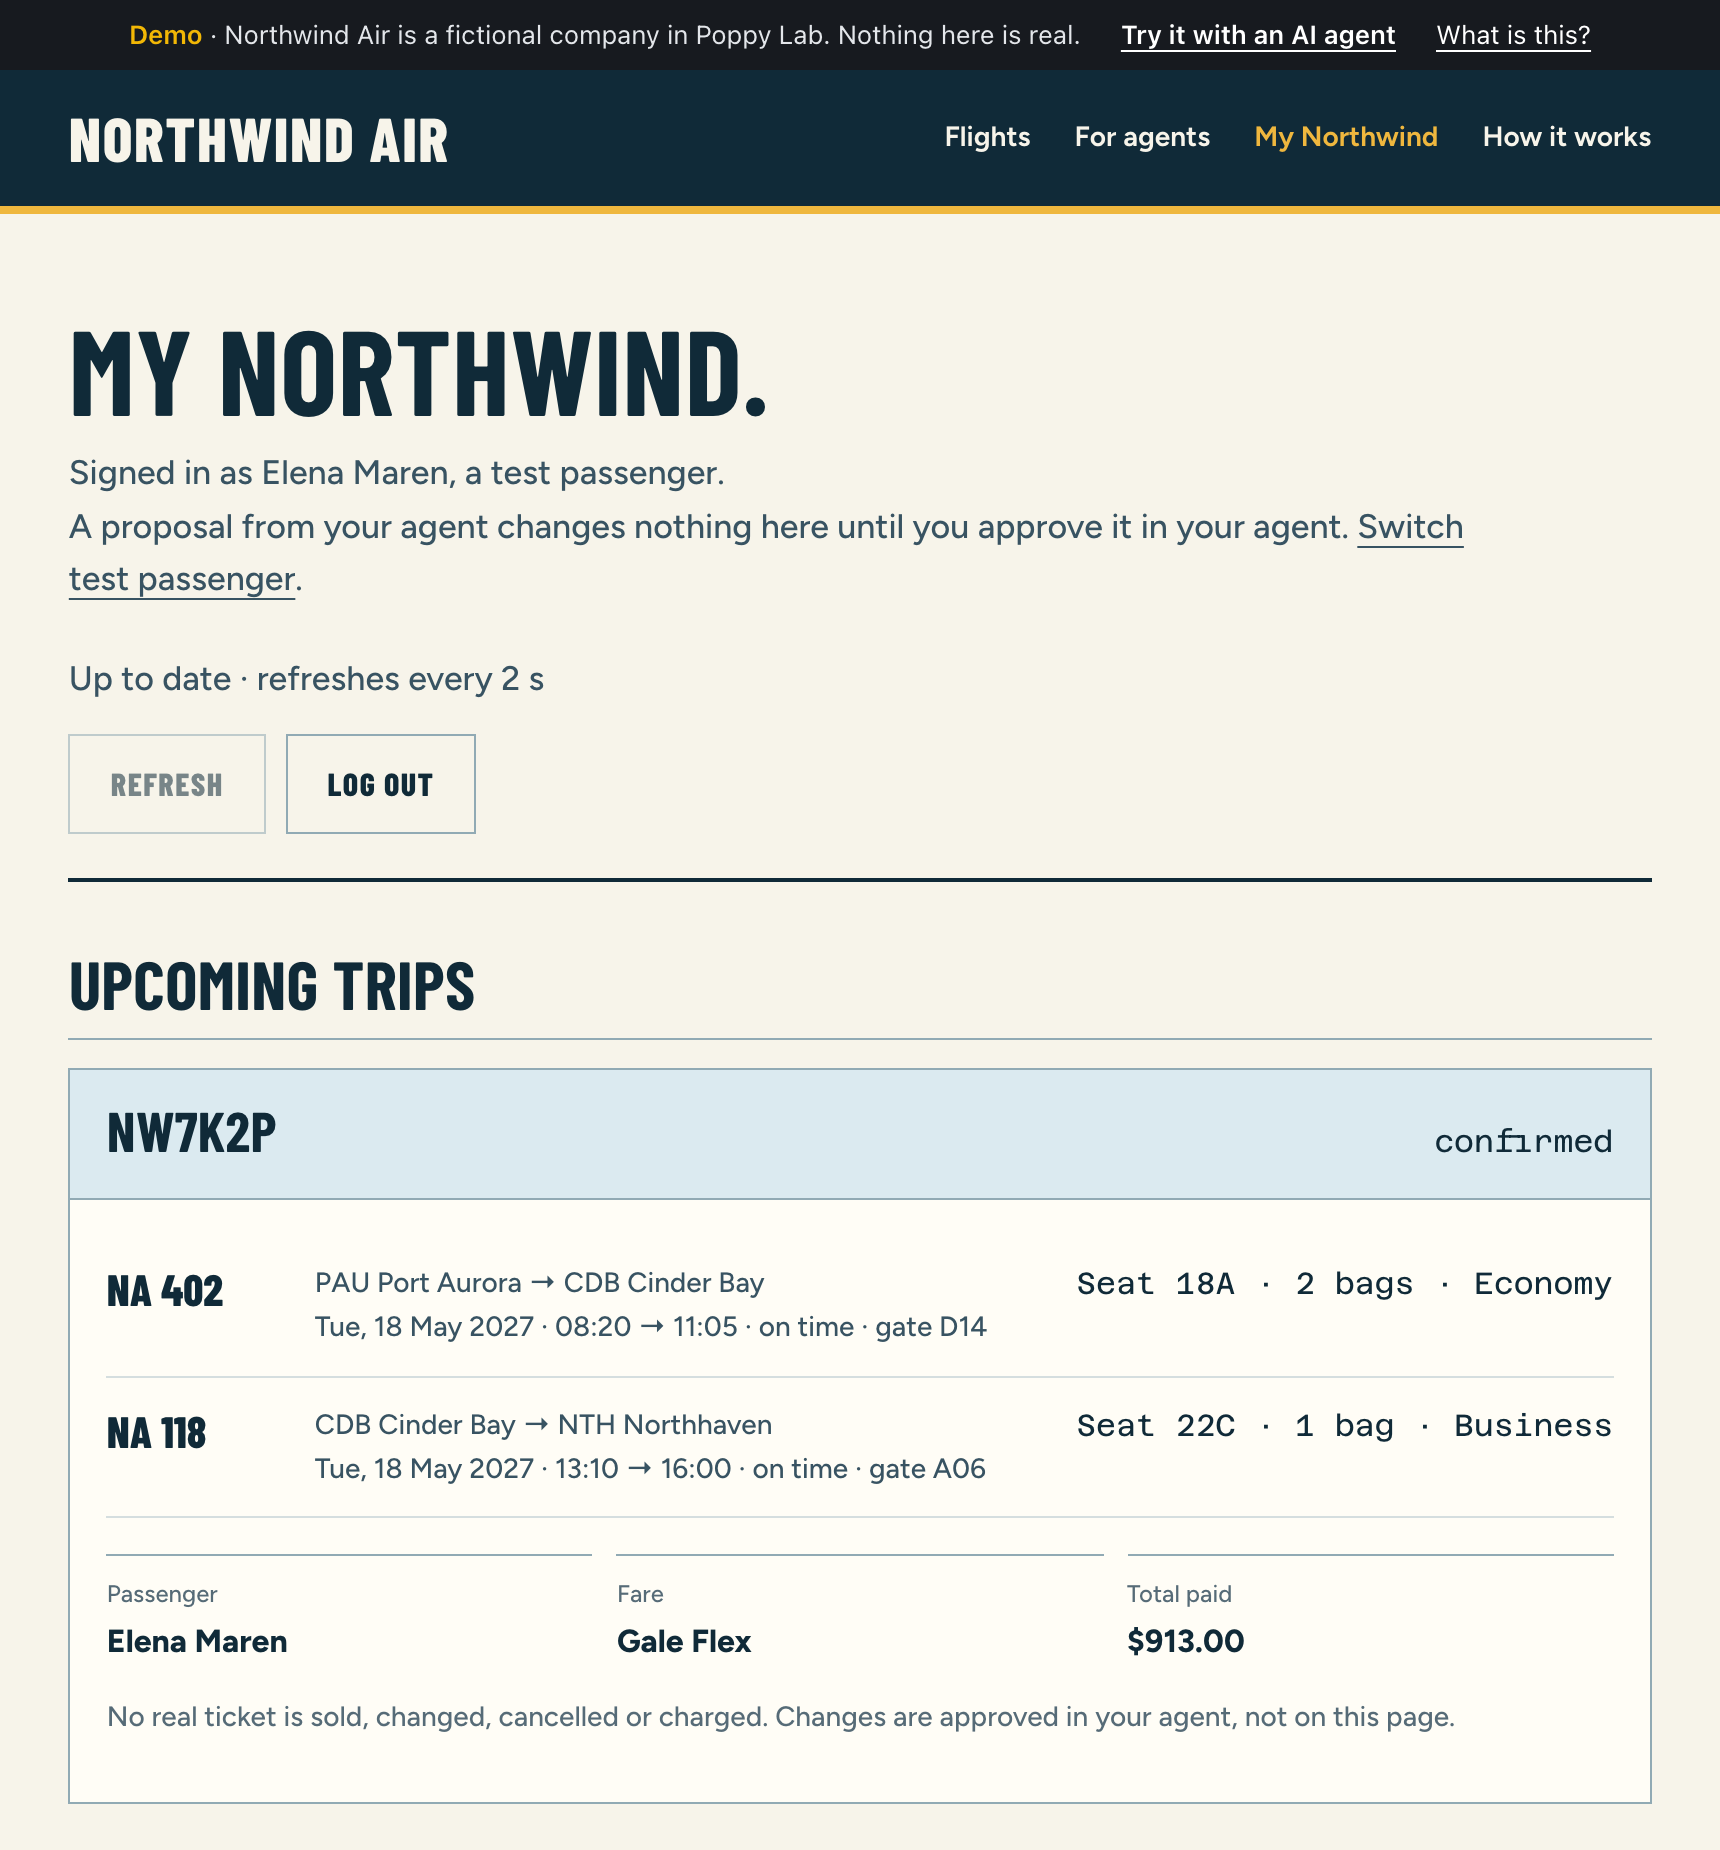 Demo · Northwind Air is a fictional company in Poppy Lab. Nothing here is real. Try it with an AI agent What is this?
NORTHWIND AIR Flights For agents My Northwind How it works
MY NORTHWIND.
Signed in as Elena Maren, a test passenger.
A proposal from your agent changes nothing here until you approve it in your agent. Switch
test passenger.
Up to date · refreshes every 2 s
REFRESH LOG OUT
UPCOMING TRIPS
NW7K2P confirmed
NA 402 PAU Port Aurora → CDB Cinder Bay Seat 18A · 2 bags · Economy
Tue, 18 May 2027 · 08:20 → 11:05 · on time · gate D14
NA 118 CDB Cinder Bay → NTH Northhaven Seat 22C · 1 bag · Business
Tue, 18 May 2027 · 13:10 → 16:00 · on time · gate A06
Passenger Fare Total paid
Elena Maren Gale Flex $913.00
No real ticket is sold, changed, cancelled or charged. Changes are approved in your agent, not on this page.